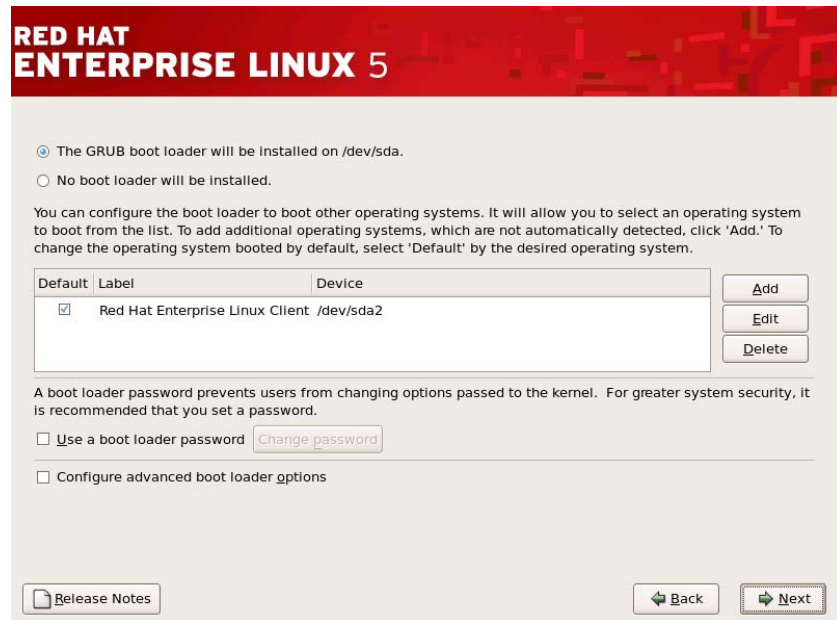 RED HAT
ENTERPRISE LINUX 5
The GRUB boot loader will be installed on /dev/sda.
No boot loader will be installed.
You can configure the boot loader to boot other operating systems. It will allow you to select an operating system
to boot from the list. To add additional operating systems, which are not automatically detected, click 'Add.' To
change the operating system booted by default, select 'Default' by the desired operating system.
Default Label Device
Red Hat Enterprise Linux Client /dev/sda2
Add
Edit
Delete
A boot loader password prevents users from changing options passed to the kernel. For greater system security, it
is recommended that you set a password.
Use a boot loader password Change password
Configure advanced boot loader options
Release Notes Back Next